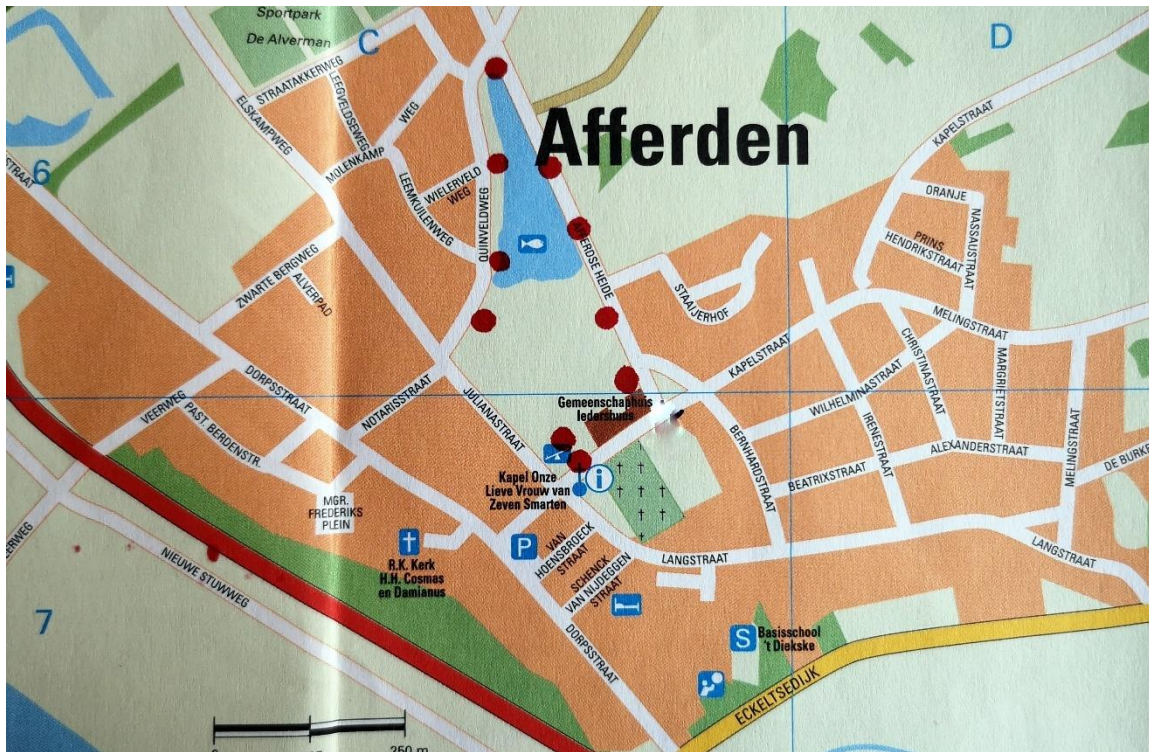 Sportpark
De Alverman
C
D
STRAATAKKERWEG
ELSKAMPWEG
LEEGVELDSEWEG
MOLENKAMP
WEG
6
STRAAT
Afferden
KAPELSTRAAT
LEEMKUILENWEG
WIELERVELD
WEG
QUINVELDWEG
HEIDE
ORANJE
NASSAUSTRAAT
PRINS
HENDRIKSTRAAT
ZWARTE BERGWEG
ALVERPAD
STAAIJERHOF
MELINGSTRAAT
CHRISTINASTRAAT
MARGRIETSTRAAT
KAPELSTRAAT
DORPSSTRAAT
NOTARISSTRAAT
JULIANASTRAAT
VEERWEG
PAST. BERDENSTR.
Gemeenschaphuis
WILHELMINASTRAAT
IRENESTRAAT
BERNHARDSTRAAT
ALEXANDERSTRAAT
BEATRIXSTRAAT
MELINGSTRAAT
DE BURKE
Kapel Onze
Lieve Vrouw van
Zeven Smarten
i
MGR.
FREDERIKS
PLEIN
P
VAN
HOENSBROECK
STRAAT
SCHENCK
VAN NIJDEGGEN
STRAAT
LANGSTRAAT
LANGSTRAAT
R.K. Kerk
H.H. Cosmas
en Damianus
NIEUWE STUWWEG
7
DORPSSTRAAT
S
Basisschool
't Diekske
ECKELTSEDIJK
250 m